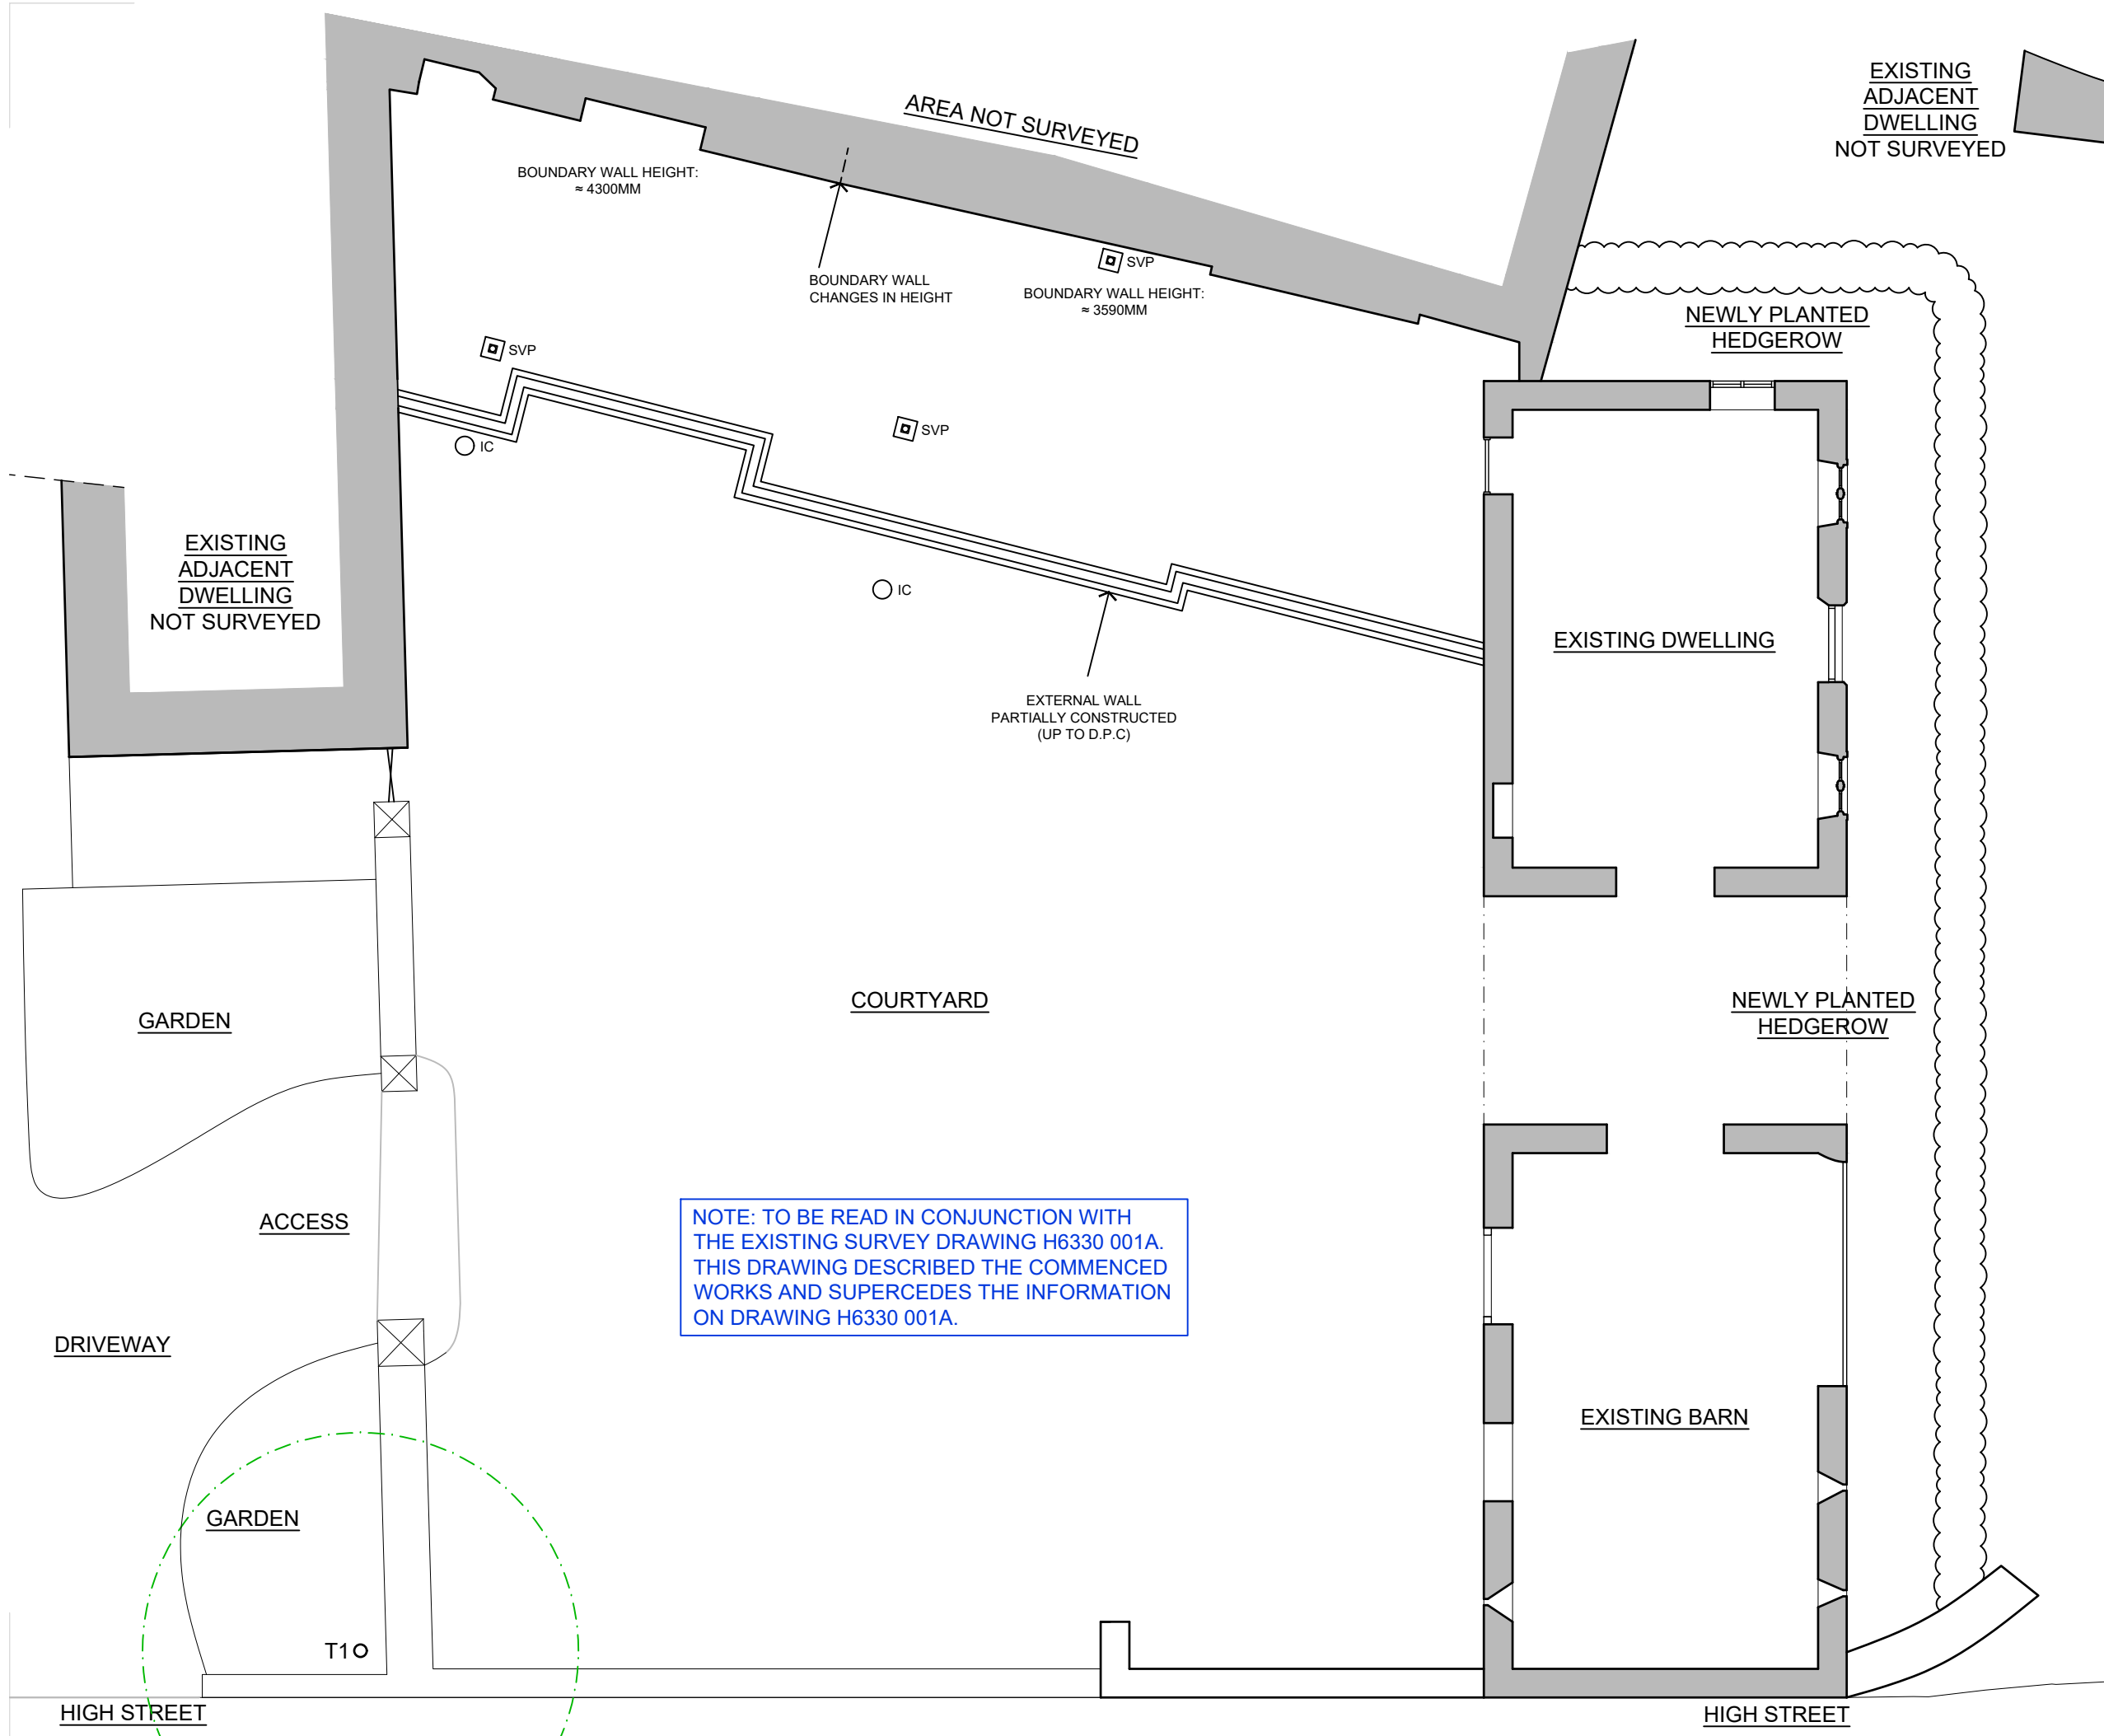 AREA NOT SURVEYED
EXISTING
ADJACENT
DWELLING
NOT SURVEYED
BOUNDARY WALL HEIGHT:
≈ 4300MM
BOUNDARY WALL
CHANGES IN HEIGHT
SVP
BOUNDARY WALL HEIGHT:
≈ 3590MM
NEWLY PLANTED
HEDGEROW
SVP
SVP
IC
EXISTING
ADJACENT
DWELLING
NOT SURVEYED
IC
EXISTING DWELLING
EXTERNAL WALL
PARTIALLY CONSTRUCTED
(UP TO D.P.C)
GARDEN
COURTYARD
NEWLY PLANTED
HEDGEROW
ACCESS
NOTE: TO BE READ IN CONJUNCTION WITH
THE EXISTING SURVEY DRAWING H6330 001A.
THIS DRAWING DESCRIBED THE COMMENCED
WORKS AND SUPERCEDES THE INFORMATION
ON DRAWING H6330 001A.
DRIVEWAY
EXISTING BARN
GARDEN
T1
HIGH STREET
HIGH STREET